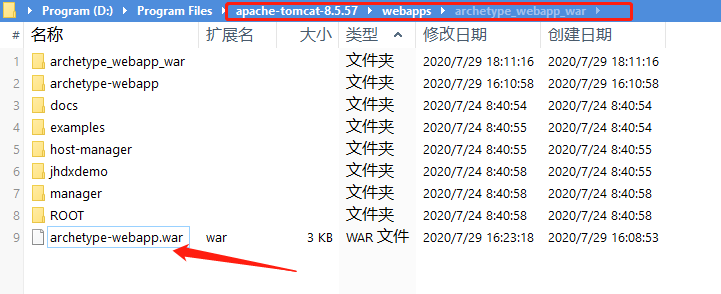 Program (D:) Program Files apache-tomcat-8.5.57 webapps archetype_webapp_war
名称 扩展名 大小 类型 修改日期 创建日期
1 archetype_webapp_war 文件夹 2020/7/29 18:11:16 2020/7/29 18:11:16
2 archetype-webapp 文件夹 2020/7/29 16:10:58 2020/7/29 16:10:58
3 docs 文件夹 2020/7/24 8:40:54 2020/7/24 8:40:54
4 examples 文件夹 2020/7/24 8:40:55 2020/7/24 8:40:54
5 host-manager 文件夹 2020/7/24 8:40:55 2020/7/24 8:40:55
6 jhdxdemo 文件夹 2020/7/24 8:40:58 2020/7/24 8:40:55
7 manager 文件夹 2020/7/24 8:40:58 2020/7/24 8:40:58
8 ROOT 文件夹 2020/7/24 8:40:58 2020/7/24 8:40:58
9 archetype-webapp.war war 3 KB WAR 文件 2020/7/29 16:23:18 2020/7/29 16:08:53